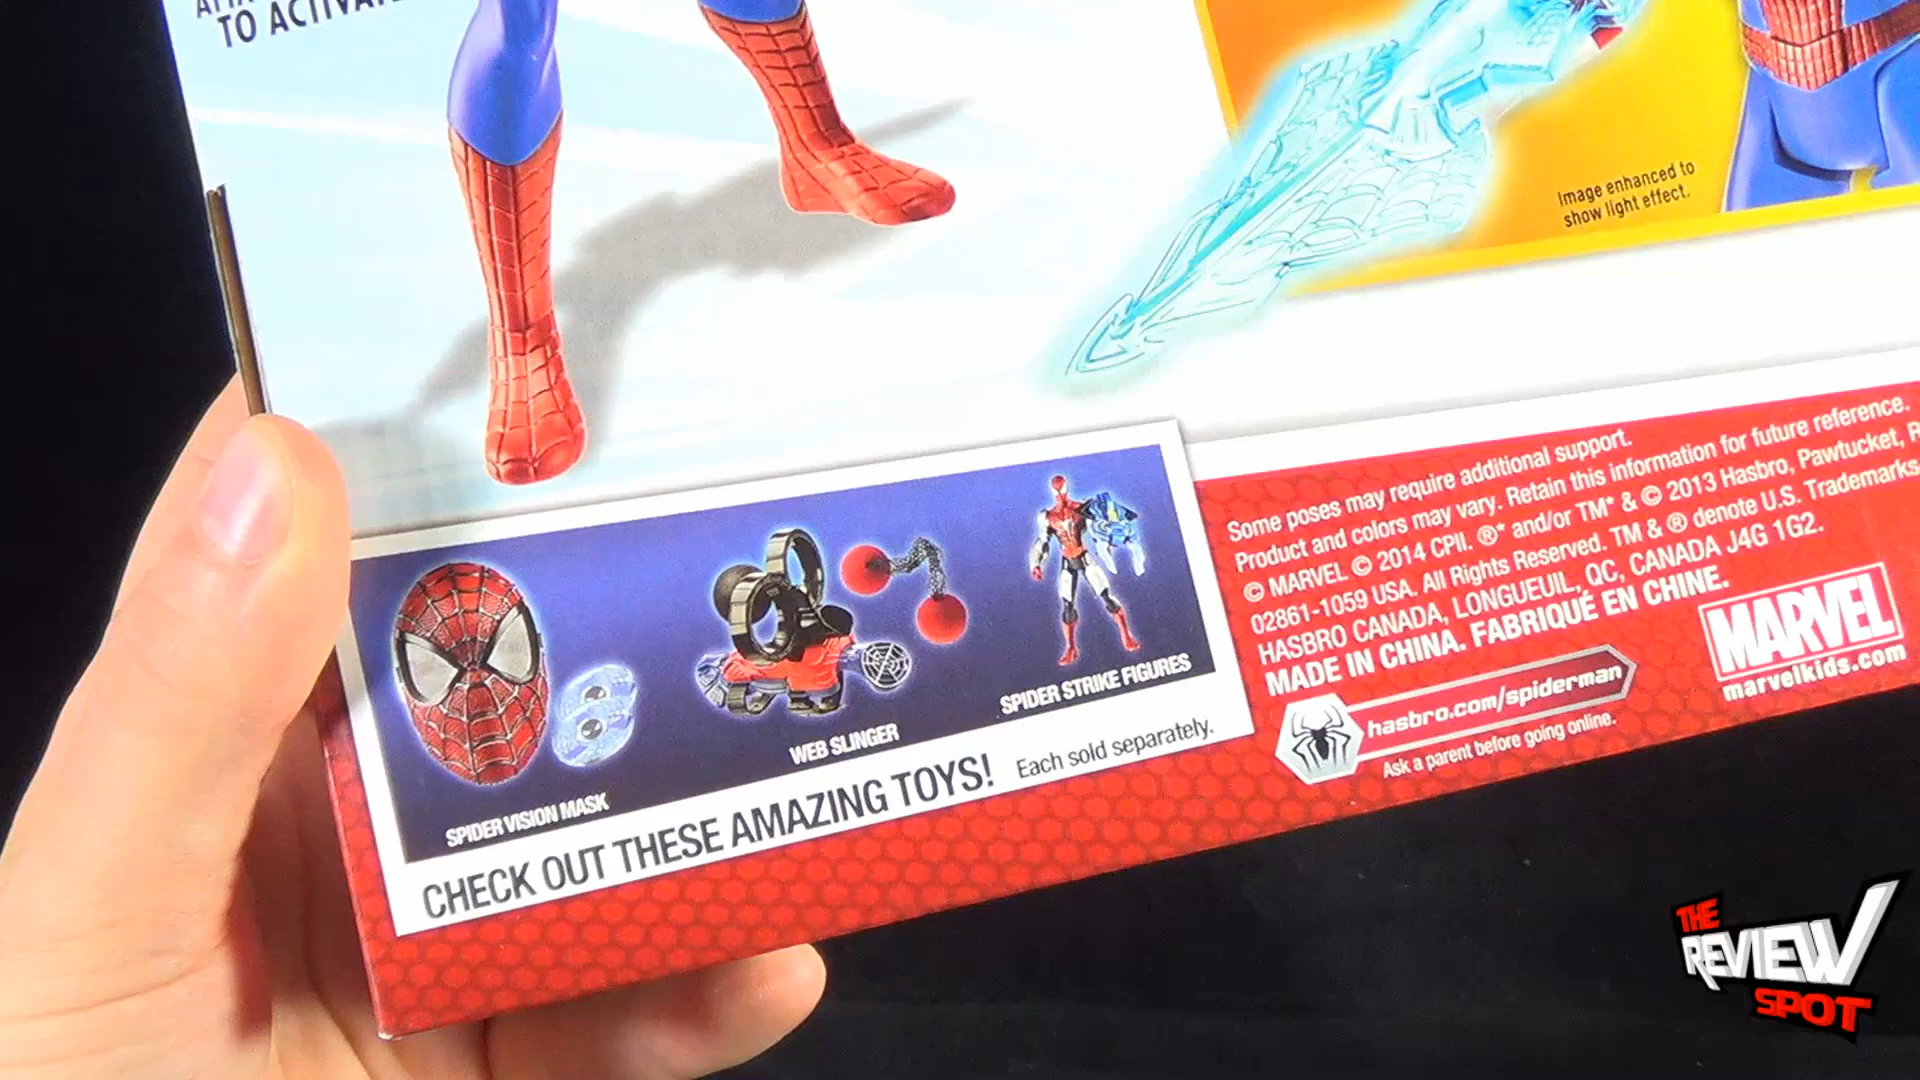 TO ACTIVATE
Image enhanced to
show light effect.
Some poses may require additional support.
Product and colors may vary. Retain this information for future reference.
© MARVEL © 2014 CPII. ®* and/or TM* & © 2013 Hasbro, Pawtucket,
02861-1059 USA. All Rights Reserved. TM & ® denote U.S. Trademarks
HASBRO CANADA, LONGUEUIL, QC, CANADA J4G 1G2.
MADE IN CHINA. FABRIQUÉ EN CHINE.
hasbro.com/spiderman
Ask a parent before going online.
MARVEL
marvelkids.com
SPIDER VISION MASK
WEB SLINGER
SPIDER STRIKE FIGURES
CHECK OUT THESE AMAZING TOYS! Each sold separately.
THE
REVIEW
SPOT